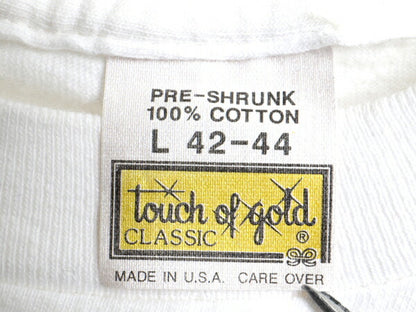 PRE-SHRUNK
100% COTTON
L 42-44
touch of gold
CLASSIC ®
MADE IN U.S.A. CARE OVER